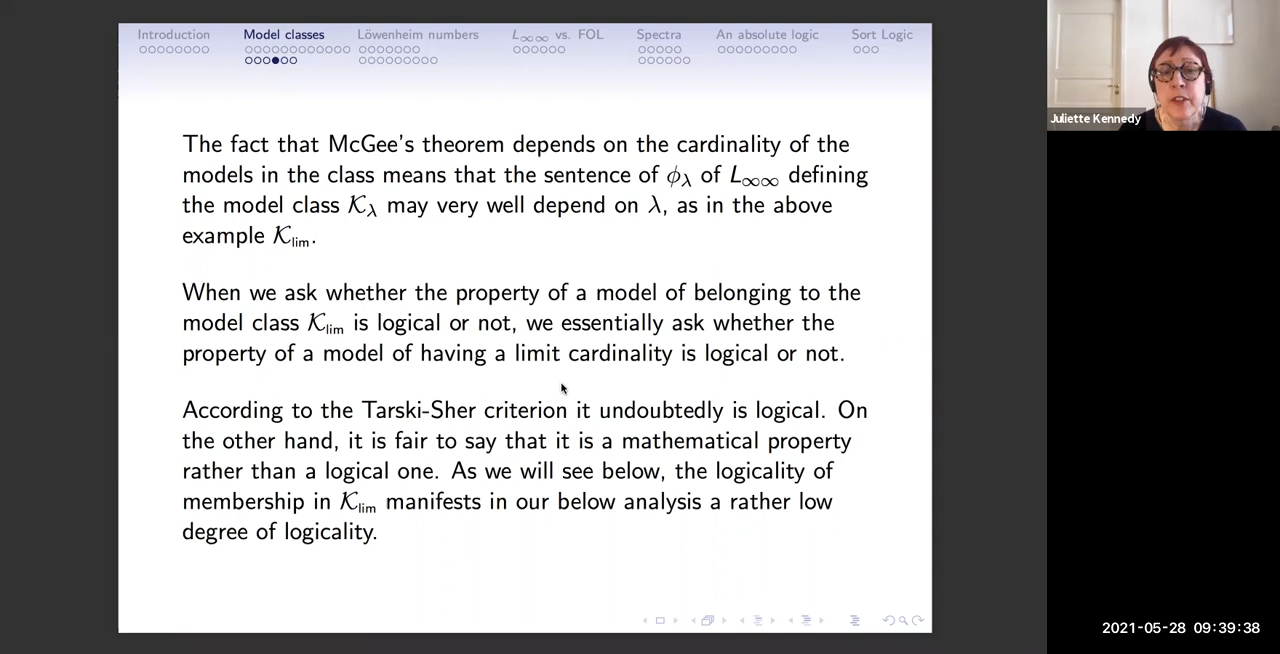 Introduction Model classes Löwenheim numbers L∞∞ vs. FOL Spectra An absolute logic Sort Logic
The fact that McGee's theorem depends on the cardinality of the
models in the class means that the sentence of ϕλ of L∞∞ defining
the model class 𝒦λ may very well depend on λ, as in the above
example 𝒦lim.
When we ask whether the property of a model of belonging to the
model class 𝒦lim is logical or not, we essentially ask whether the
property of a model of having a limit cardinality is logical or not.
According to the Tarski-Sher criterion it undoubtedly is logical. On
the other hand, it is fair to say that it is a mathematical property
rather than a logical one. As we will see below, the logicality of
membership in 𝒦lim manifests in our below analysis a rather low
degree of logicality.
Juliette Kennedy
2021-05-28 09:39:38